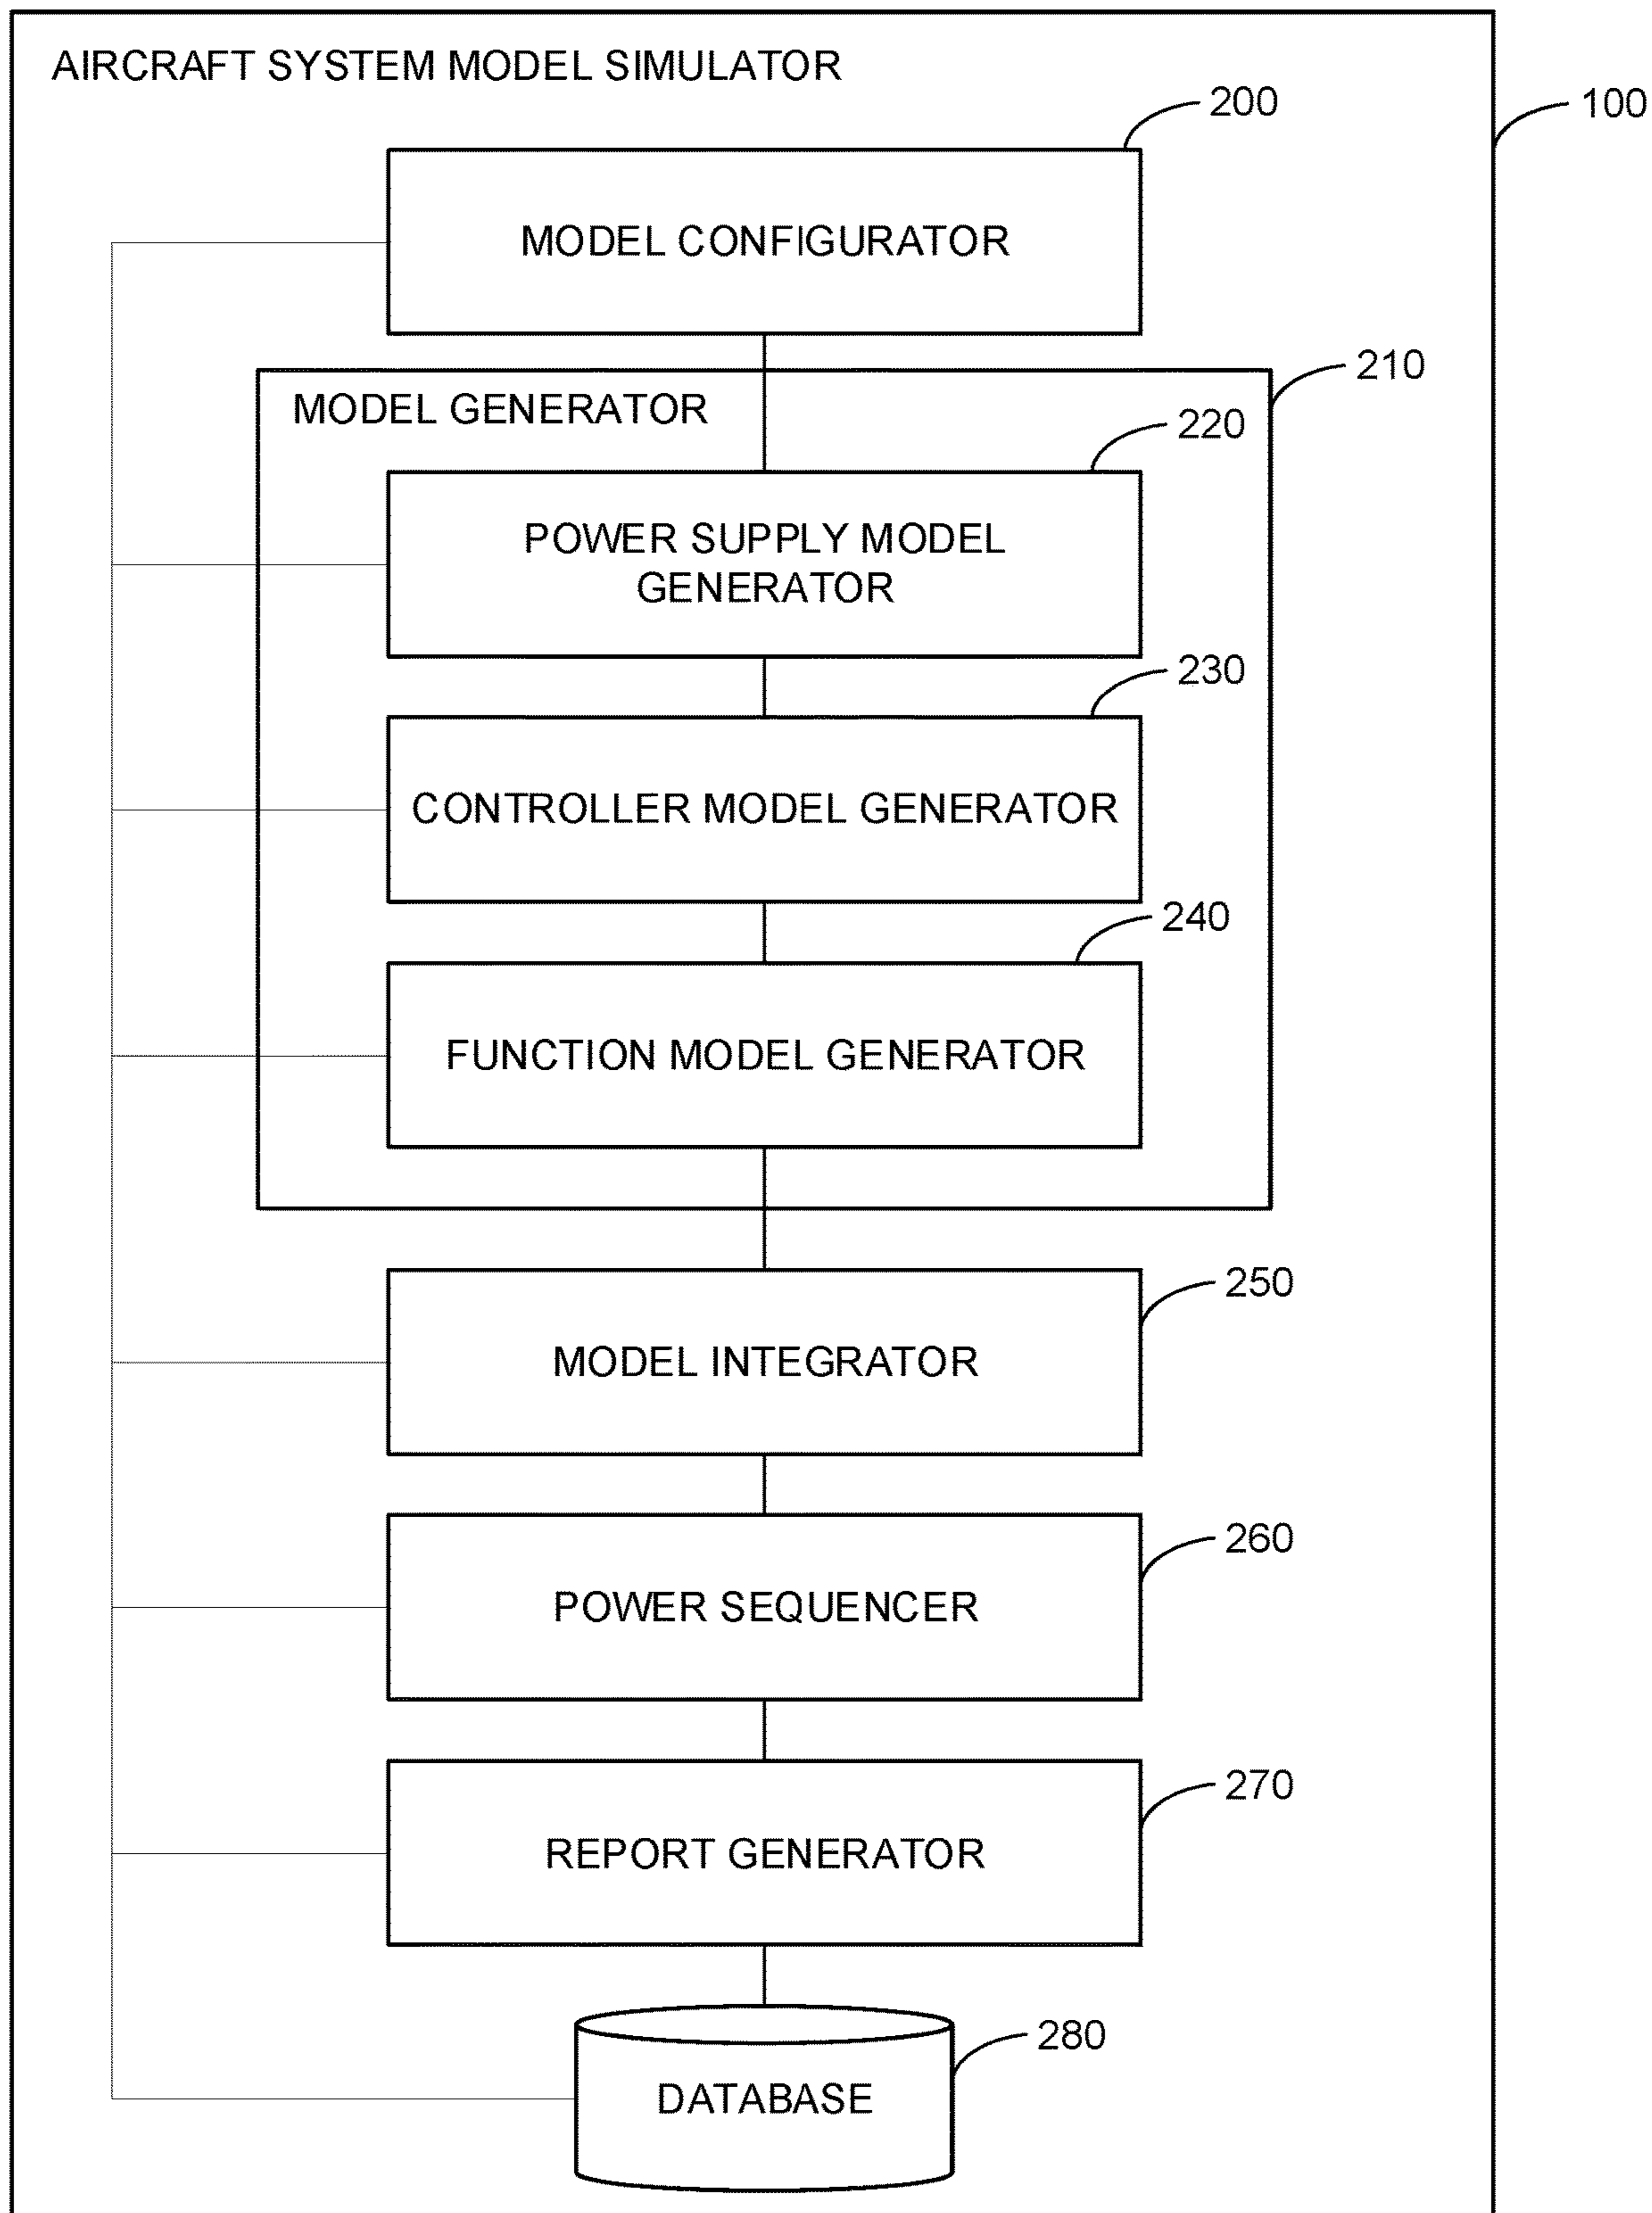 AIRCRAFT SYSTEM MODEL SIMULATOR
200
100
MODEL CONFIGURATOR
210
MODEL GENERATOR
220
POWER SUPPLY MODEL
GENERATOR
230
CONTROLLER MODEL GENERATOR
240
FUNCTION MODEL GENERATOR
250
MODEL INTEGRATOR
260
POWER SEQUENCER
270
REPORT GENERATOR
280
DATABASE